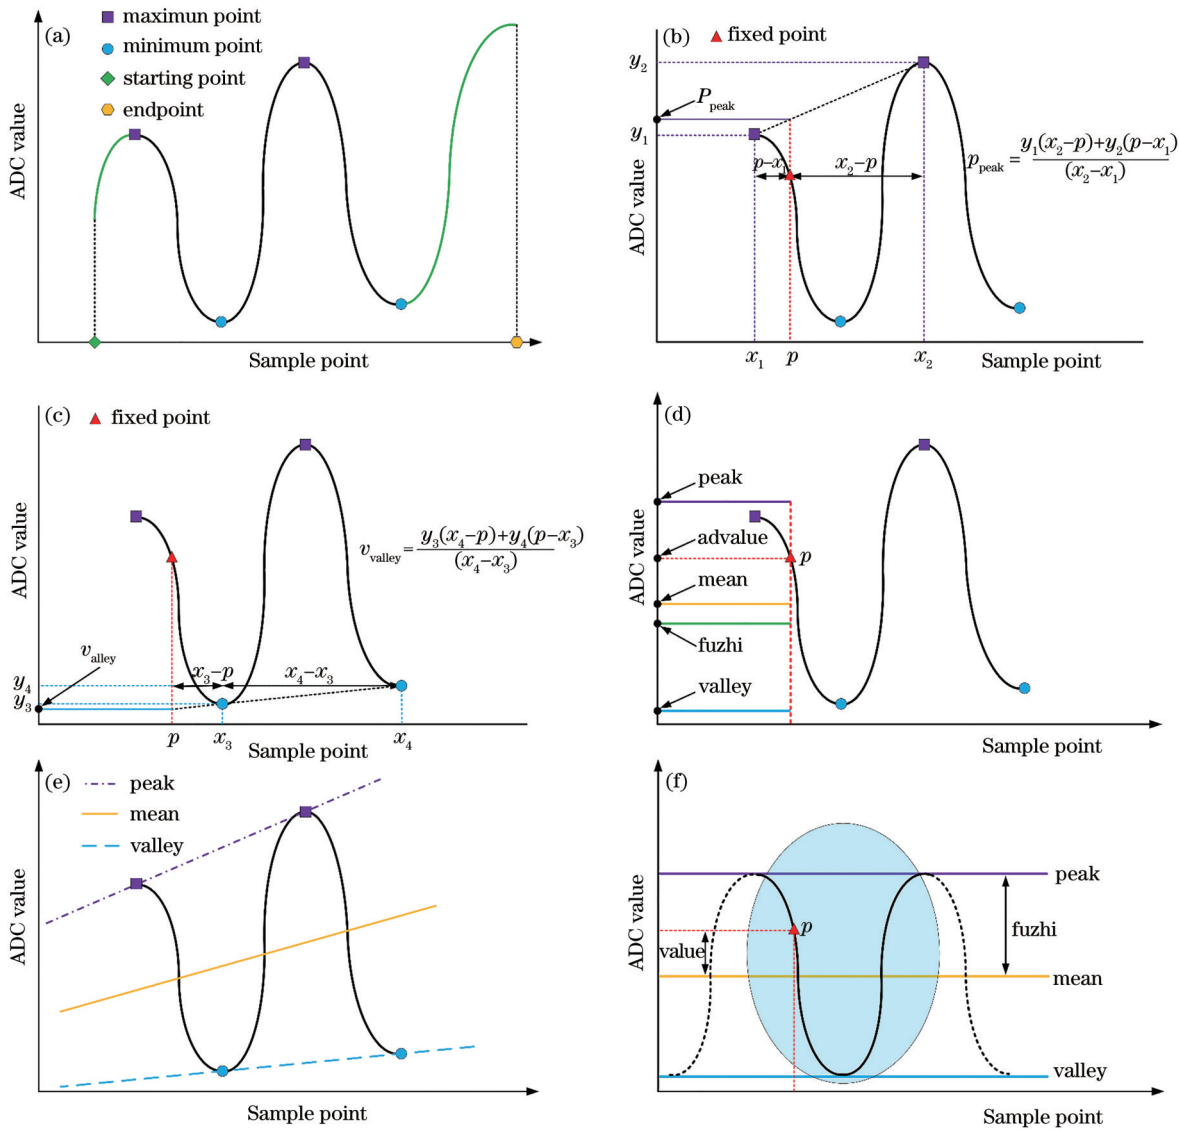 (a)
maximun point
minimum point
starting point
endpoint
ADC value
Sample point
(b)
fixed point
y2
Ppeak
y1
p−x1
x2−p
ppeak = y1(x2−p)+y2(p−x1) / (x2−x1)
ADC value
x1
p
x2
Sample point
(c)
fixed point
ADC value
vvalley = y3(x4−p)+y4(p−x3) / (x4−x3)
valley
x3−p
x4−x3
y4
y3
p
x3
x4
Sample point
(d)
peak
ADC value
advalue
p
mean
fuzhi
valley
Sample point
(e)
peak
mean
valley
ADC value
Sample point
(f)
peak
ADC value
p
fuzhi
value
mean
valley
Sample point